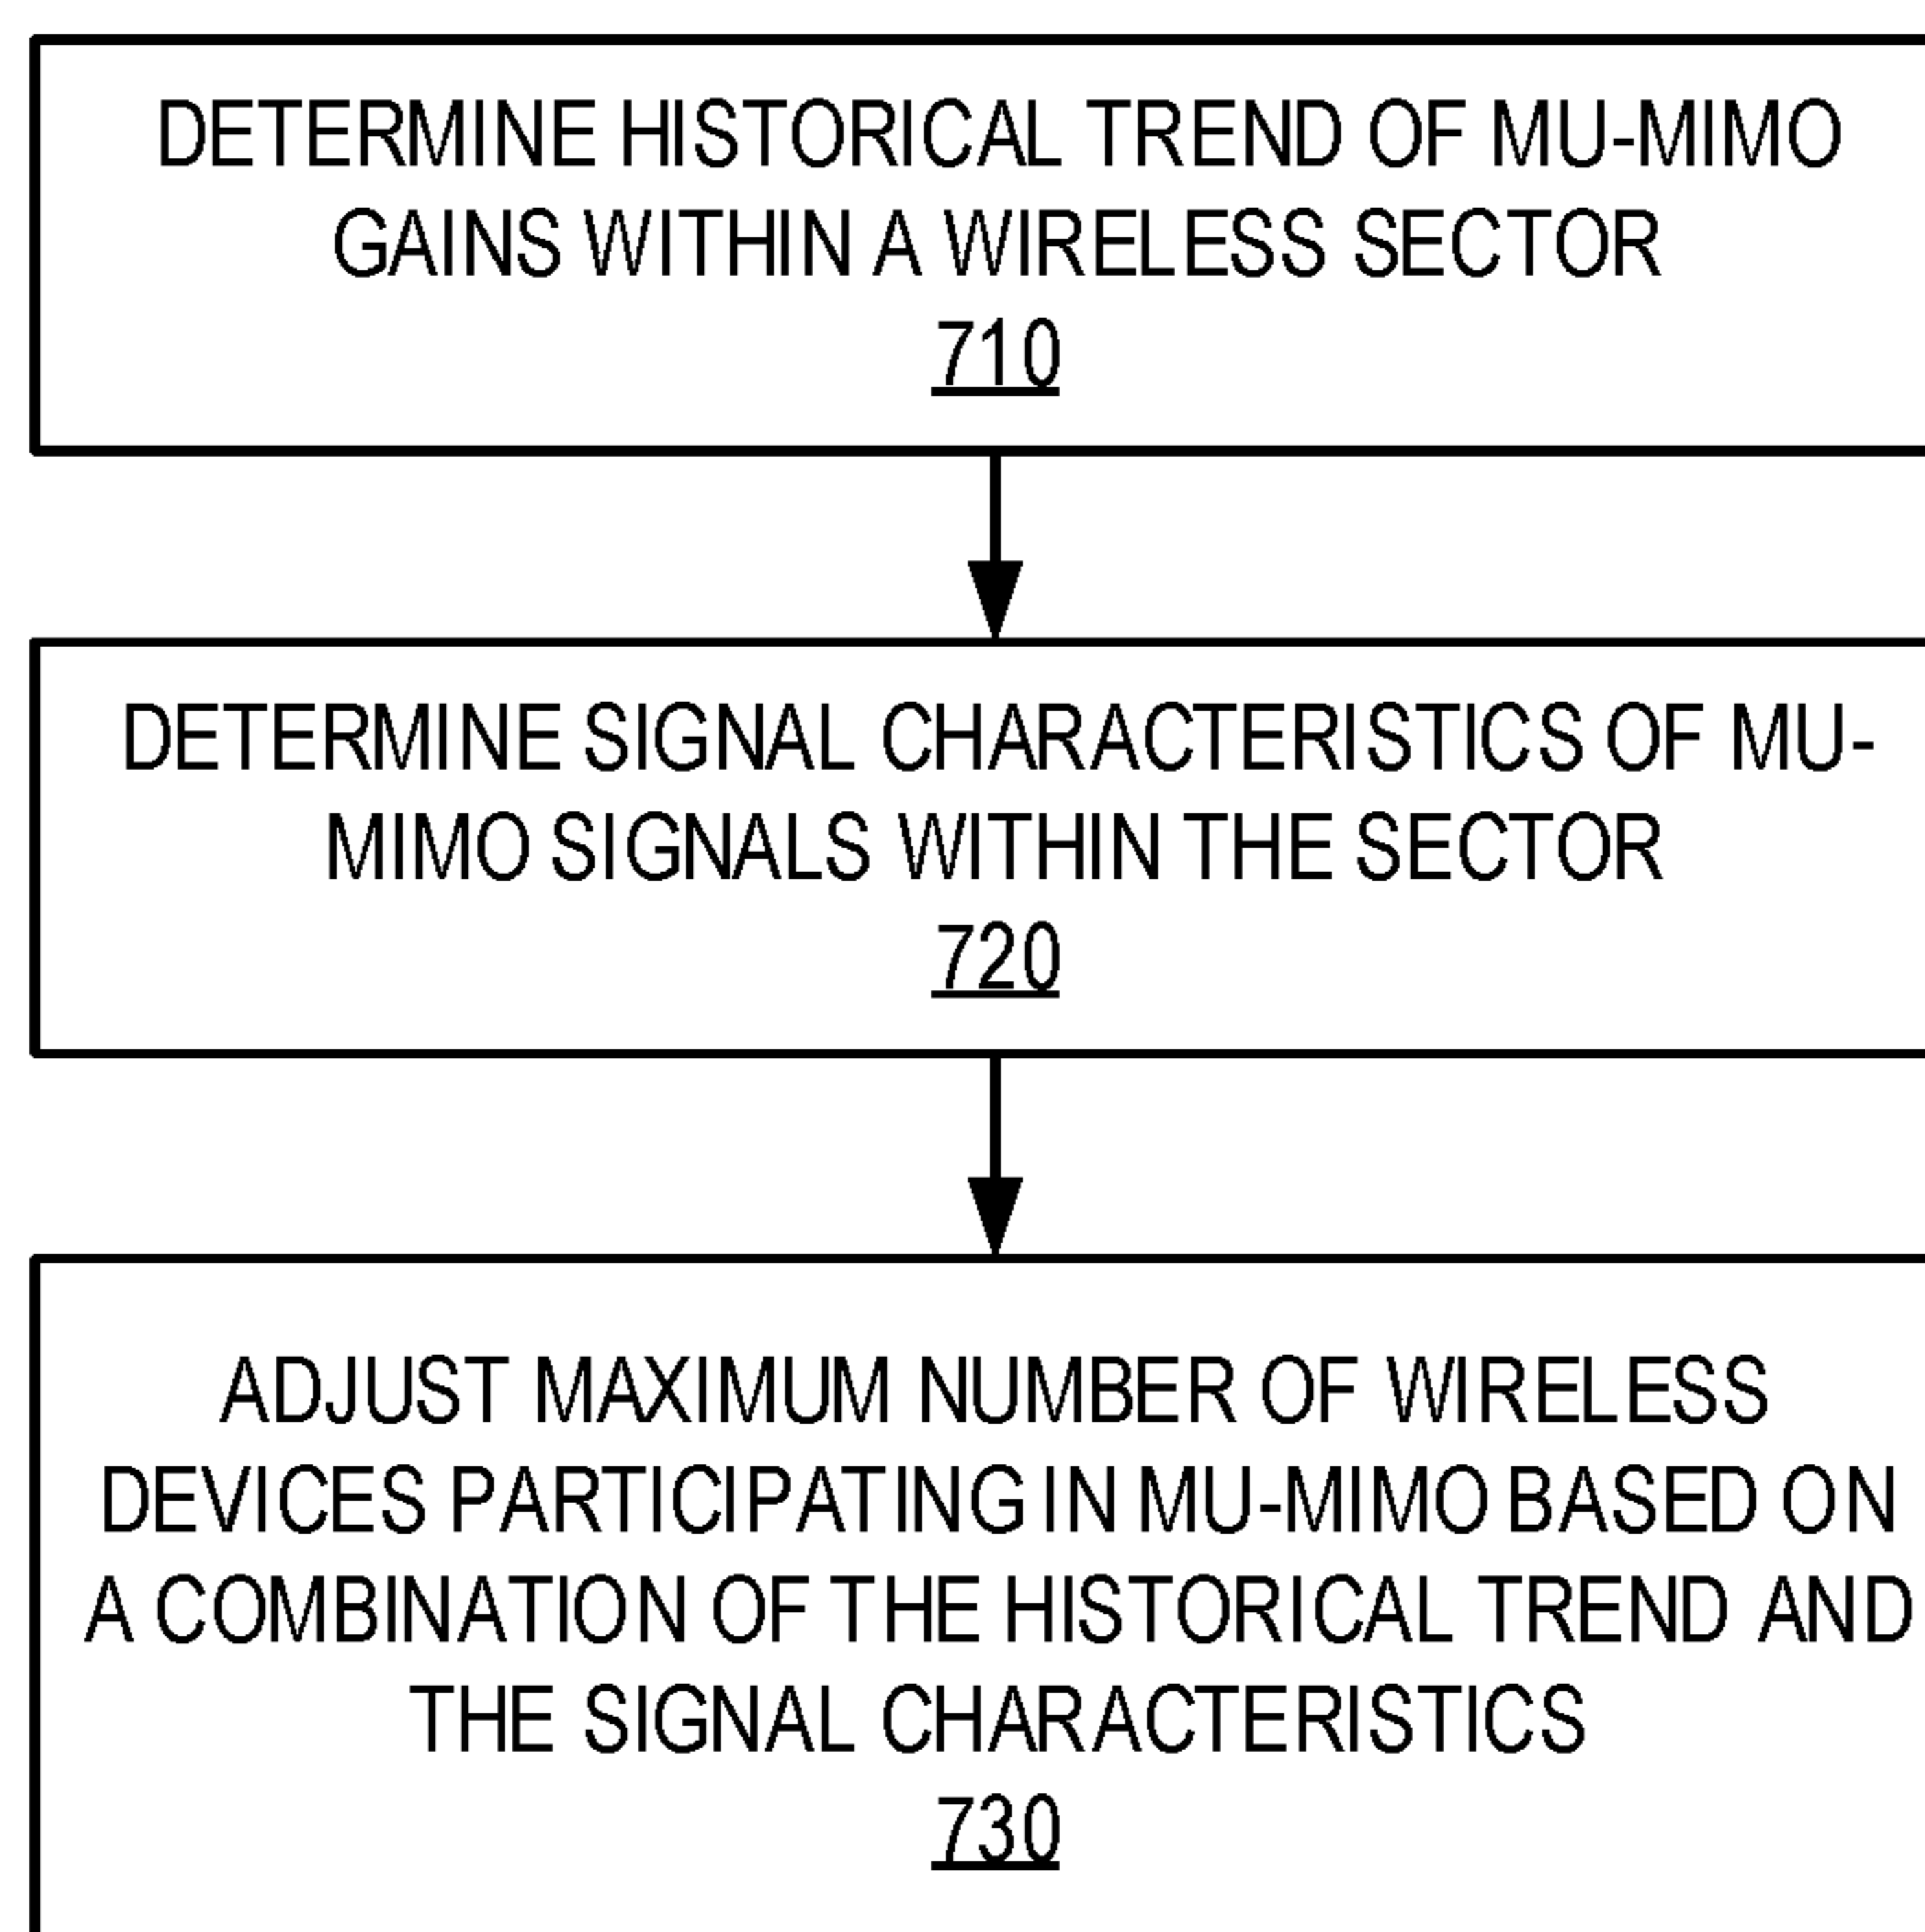 DETERMINE HISTORICAL TREND OF MU-MIMO
GAINS WITHIN A WIRELESS SECTOR
710
DETERMINE SIGNAL CHARACTERISTICS OF MU-
MIMO SIGNALS WITHIN THE SECTOR
720
ADJUST MAXIMUM NUMBER OF WIRELESS
DEVICES PARTICIPATING IN MU-MIMO BASED ON
A COMBINATION OF THE HISTORICAL TREND AND
THE SIGNAL CHARACTERISTICS
730